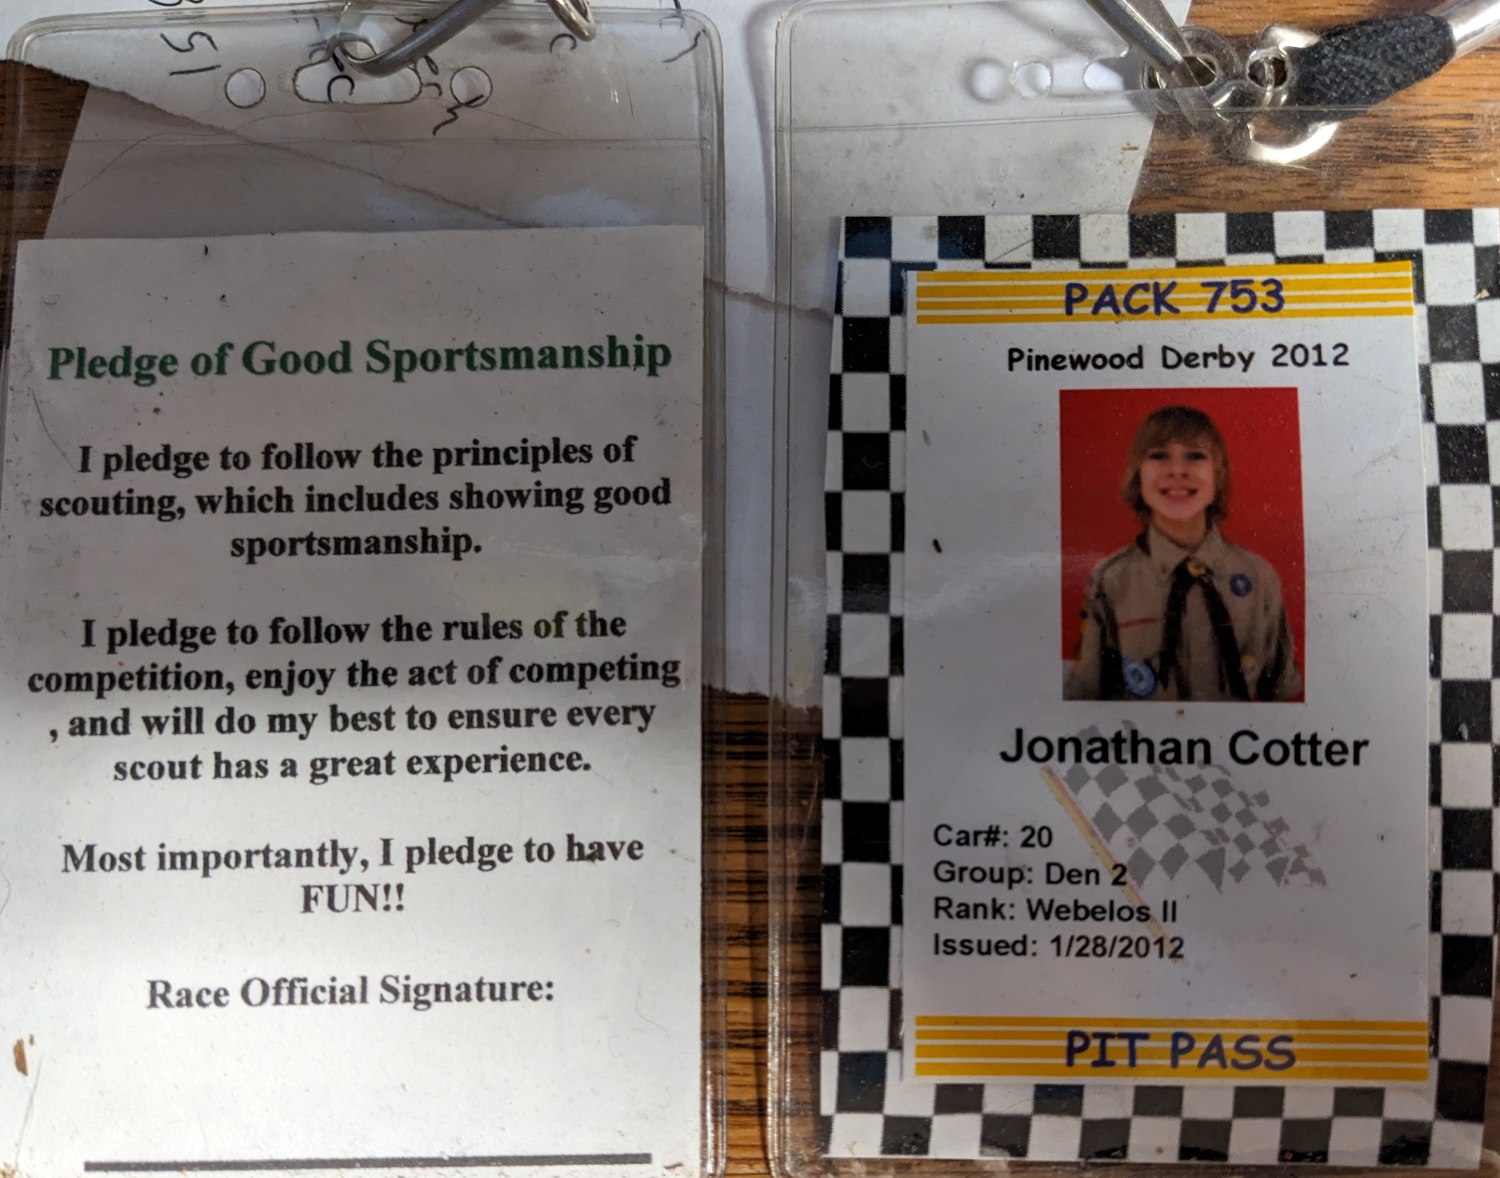 Pledge of Good Sportsmanship
I pledge to follow the principles of
scouting, which includes showing good
sportsmanship.
I pledge to follow the rules of the
competition, enjoy the act of competing
, and will do my best to ensure every
scout has a great experience.
Most importantly, I pledge to have
FUN!!
Race Official Signature:
PACK 753
Pinewood Derby 2012
Jonathan Cotter
Car#: 20
Group: Den 2
Rank: Webelos II
Issued: 1/28/2012
PIT PASS